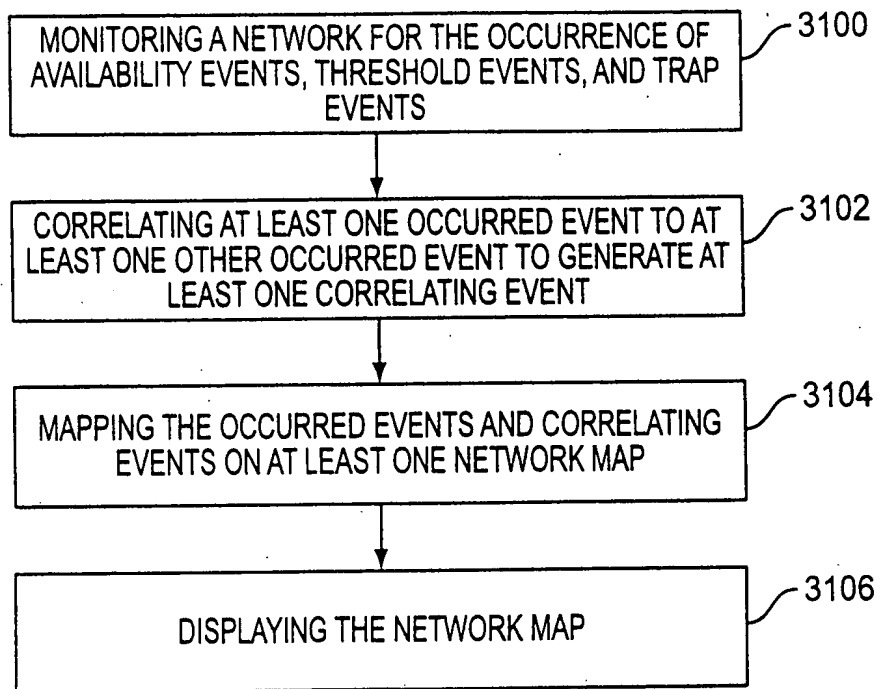 MONITORING A NETWORK FOR THE OCCURRENCE OF
AVAILABILITY EVENTS, THRESHOLD EVENTS, AND TRAP
EVENTS
3100
CORRELATING AT LEAST ONE OCCURRED EVENT TO AT
LEAST ONE OTHER OCCURRED EVENT TO GENERATE AT
LEAST ONE CORRELATING EVENT
3102
MAPPING THE OCCURRED EVENTS AND CORRELATING
EVENTS ON AT LEAST ONE NETWORK MAP
3104
DISPLAYING THE NETWORK MAP
3106